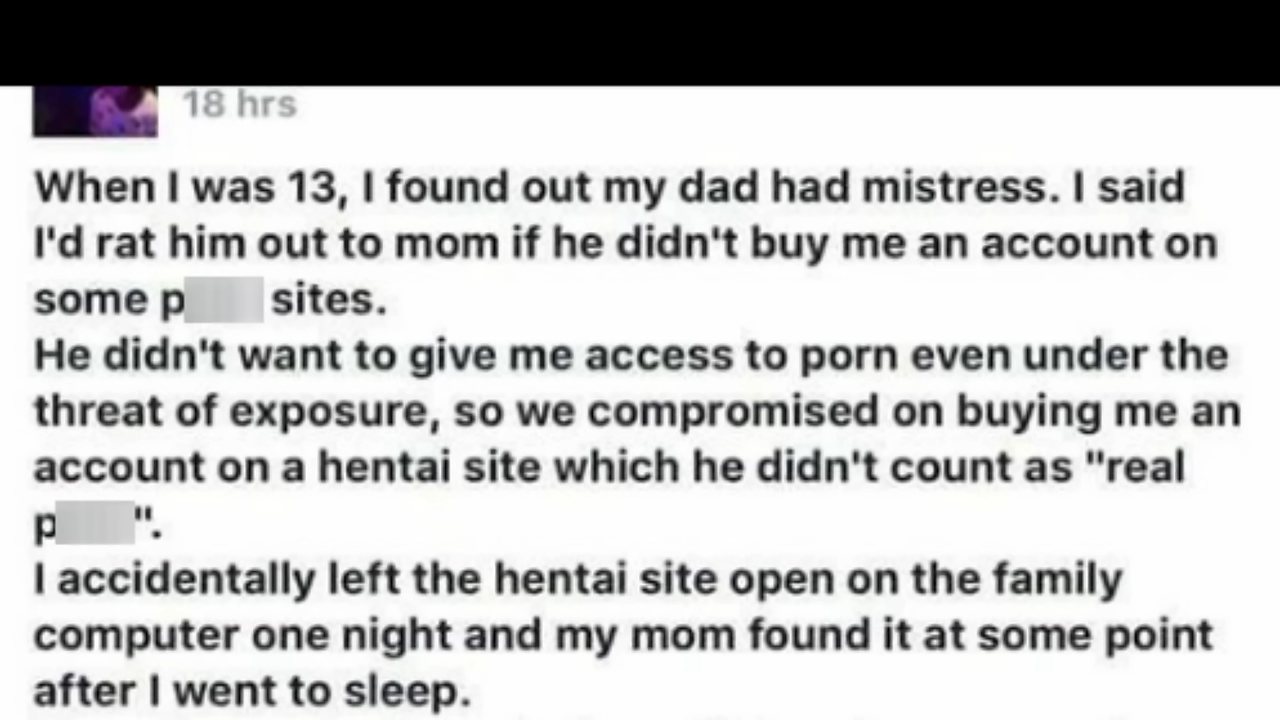 18 hrs
When I was 13, I found out my dad had mistress. I said
I'd rat him out to mom if he didn't buy me an account on
some p sites.
He didn't want to give me access to porn even under the
threat of exposure, so we compromised on buying me an
account on a hentai site which he didn't count as "real
p".
I accidentally left the hentai site open on the family
computer one night and my mom found it at some point
after I went to sleep.